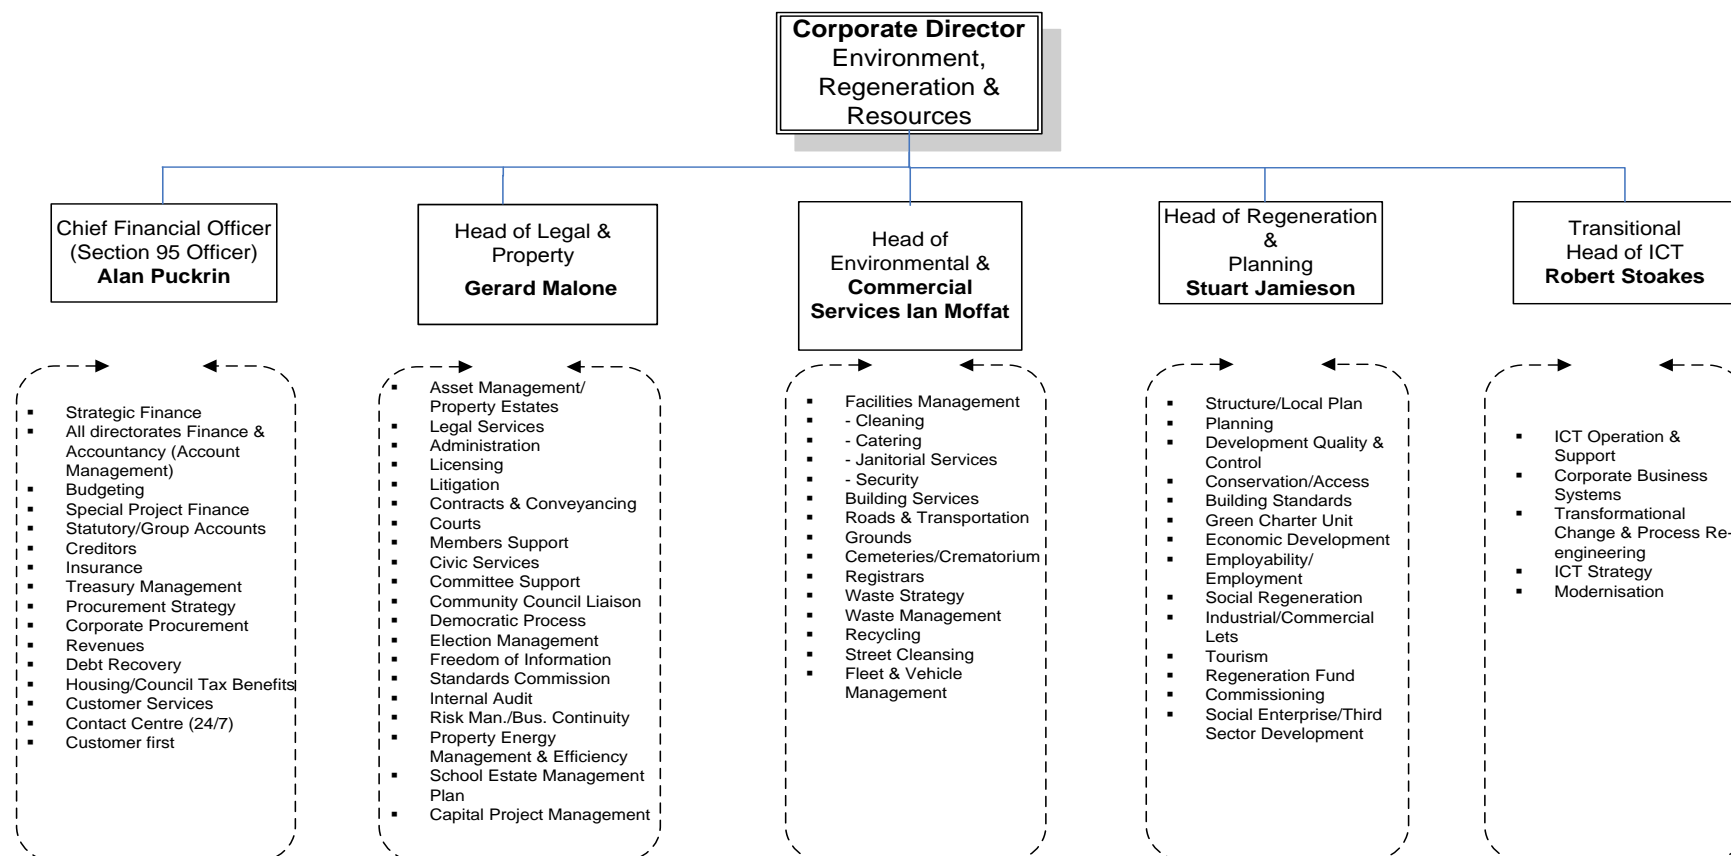 Corporate Director
Environment,
Regeneration &
Resources
Chief Financial Officer
(Section 95 Officer)
Alan Puckrin
Head of Legal &
Property
Gerard Malone
Head of
Environmental &
Commercial
Services Ian Moffat
Head of Regeneration
&
Planning
Stuart Jamieson
Transitional
Head of ICT
Robert Stoakes
▪ Strategic Finance
▪ All directorates Finance &
Accountancy (Account
Management)
▪ Budgeting
▪ Special Project Finance
▪ Statutory/Group Accounts
▪ Creditors
▪ Insurance
▪ Treasury Management
▪ Procurement Strategy
▪ Corporate Procurement
▪ Revenues
▪ Debt Recovery
▪ Housing/Council Tax Benefits
▪ Customer Services
▪ Contact Centre (24/7)
▪ Customer first
▪ Asset Management/
Property Estates
▪ Legal Services
▪ Administration
▪ Licensing
▪ Litigation
▪ Contracts & Conveyancing
▪ Courts
▪ Members Support
▪ Civic Services
▪ Committee Support
▪ Community Council Liaison
▪ Democratic Process
▪ Election Management
▪ Freedom of Information
▪ Standards Commission
▪ Internal Audit
▪ Risk Man./Bus. Continuity
▪ Property Energy
Management & Efficiency
▪ School Estate Management
Plan
▪ Capital Project Management
▪ Facilities Management
▪ - Cleaning
▪ - Catering
▪ - Janitorial Services
▪ - Security
▪ Building Services
▪ Roads & Transportation
▪ Grounds
▪ Cemeteries/Crematorium
▪ Registrars
▪ Waste Strategy
▪ Waste Management
▪ Recycling
▪ Street Cleansing
▪ Fleet & Vehicle
Management
▪ Structure/Local Plan
▪ Planning
▪ Development Quality &
Control
▪ Conservation/Access
▪ Building Standards
▪ Green Charter Unit
▪ Economic Development
▪ Employability/
Employment
▪ Social Regeneration
▪ Industrial/Commercial
Lets
▪ Tourism
▪ Regeneration Fund
▪ Commissioning
▪ Social Enterprise/Third
Sector Development
▪ ICT Operation &
Support
▪ Corporate Business
Systems
▪ Transformational
Change & Process Re-
engineering
▪ ICT Strategy
▪ Modernisation